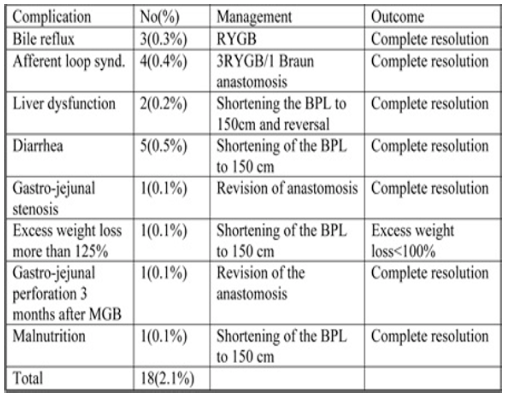 Complication No(%) Management Outcome
Bile reflux 3(0.3%) RYGB Complete resolution
Afferent loop synd. 4(0.4%) 3RYGB/1 Braun Complete resolution
anastomosis
Liver dysfunction 2(0.2%) Shortening the BPL to Complete resolution
150cm and reversal
Diarrhea 5(0.5%) Shortening of the BPL Complete resolution
to 150 cm
Gastro-jejunal 1(0.1%) Revision of anastomosis Complete resolution
stenosis
Excess weight loss 1(0.1%) Shortening of the BPL Excess weight
more than 125% to 150 cm loss<100%
Gastro-jejunal 1(0.1%) Revision of the Complete resolution
perforation 3 anastomosis
months after MGB
Malnutrition 1(0.1%) Shortening of the BPL Complete resolution
to 150 cm
Total 18(2.1%)